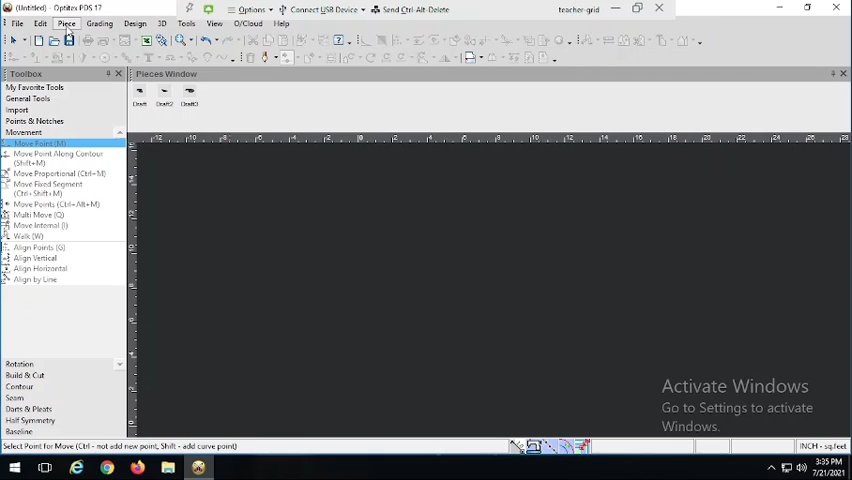 (Untitled) - Optitex PDS 17
Options
Connect USB Device
Send Ctrl-Alt-Delete
teacher-grid
File Edit Piece Grading Design 3D Tools View O/Cloud Help
Toolbox
Pieces Window
My Favorite Tools
General Tools
Import
Points & Notches
Movement
Move Point (M)
Move Point Along Contour
(Shift+M)
Move Proportional (Ctrl+M)
Move Fixed Segment
(Ctrl+Shift+M)
Move Points (Ctrl+Alt+M)
Multi Move (Q)
Move Internal (I)
Walk (W)
Align Points (G)
Align Vertical
Align Horizontal
Align by Line
Rotation
Build & Cut
Contour
Seam
Darts & Pleats
Half Symmetry
Baseline
Draft Draft2 Draft3
Activate Windows
Go to Settings to activate
Windows.
Select Point for Move (Ctrl - not add new point, Shift - add curve point)
INCH - sq.feet
3:35 PM
7/21/2021